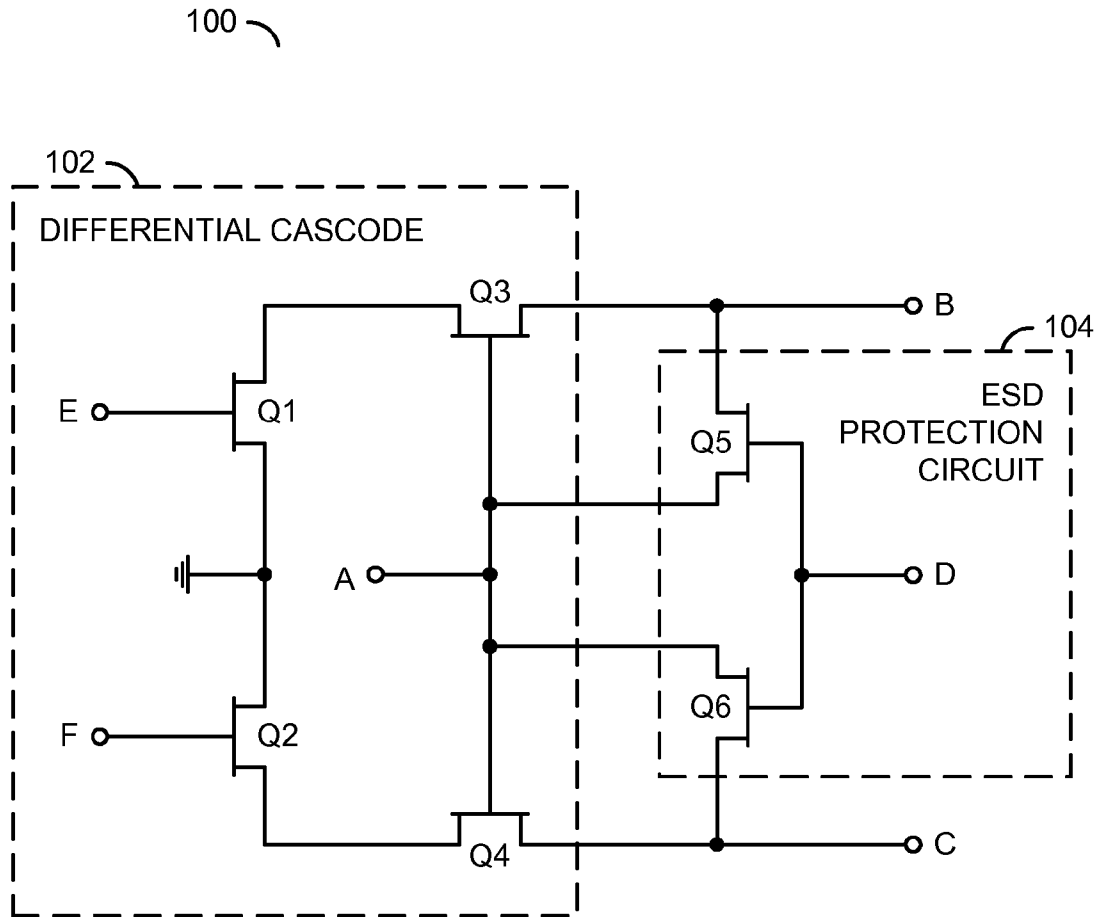 100
102
DIFFERENTIAL CASCODE
Q3
B
104
E
Q1
ESD
PROTECTION
CIRCUIT
Q5
A
D
F
Q2
Q6
Q4
C